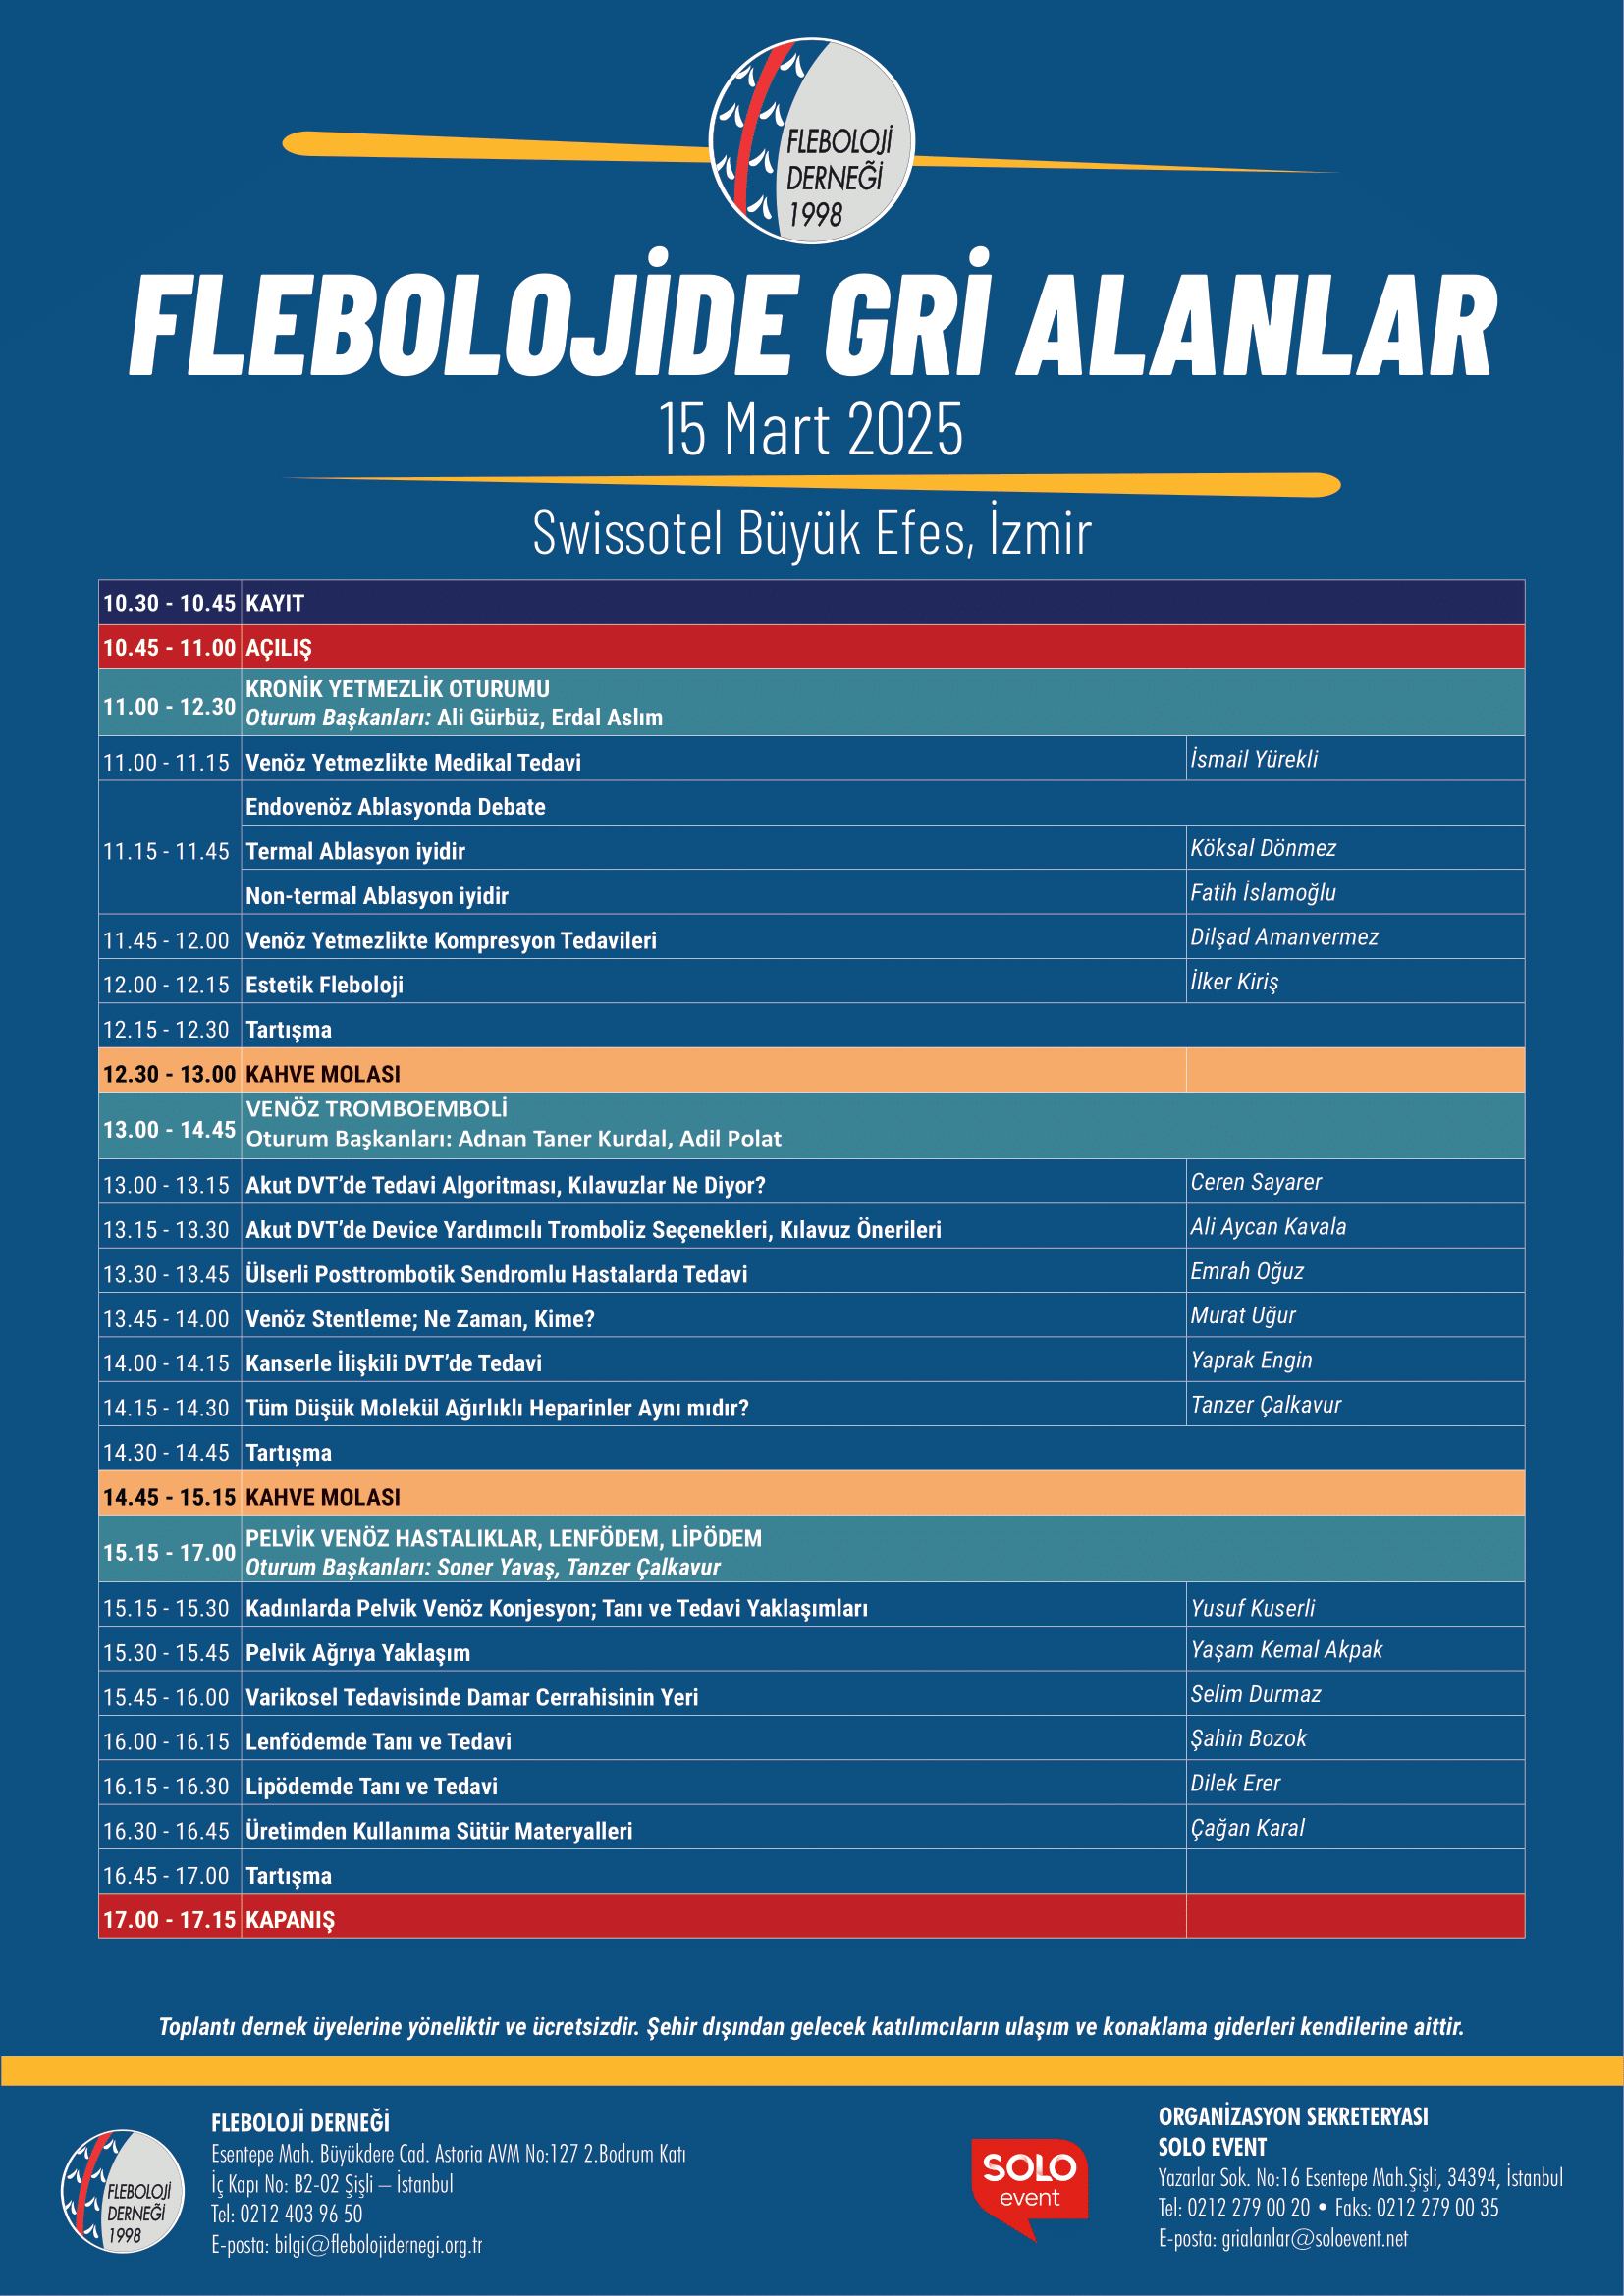 FLEBOLOJİ
DERNEĞİ
1998
FLEBOLOJİDE GRİ ALANLAR
15 Mart 2025
Swissotel Büyük Efes, İzmir
10.30 - 10.45 KAYIT
10.45 - 11.00 AÇILIŞ
11.00 - 12.30 KRONİK YETMEZLİK OTURUMU
Oturum Başkanları: Ali Gürbüz, Erdal Aslım
11.00 - 11.15 Venöz Yetmezlikte Medikal Tedavi İsmail Yürekli
Endovenöz Ablasyonda Debate
11.15 - 11.45 Termal Ablasyon iyidir Köksal Dönmez
Non-termal Ablasyon iyidir Fatih İslamoğlu
11.45 - 12.00 Venöz Yetmezlikte Kompresyon Tedavileri Dilşad Amanvermez
12.00 - 12.15 Estetik Fleboloji İlker Kiriş
12.15 - 12.30 Tartışma
12.30 - 13.00 KAHVE MOLASI
13.00 - 14.45 VENÖZ TROMBOEMBOLİ
Oturum Başkanları: Adnan Taner Kurdal, Adil Polat
13.00 - 13.15 Akut DVT’de Tedavi Algoritması, Kılavuzlar Ne Diyor? Ceren Sayarer
13.15 - 13.30 Akut DVT’de Device Yardımcılı Tromboliz Seçenekleri, Kılavuz Önerileri Ali Aycan Kavala
13.30 - 13.45 Ülserli Posttrombotik Sendromlu Hastalarda Tedavi Emrah Oğuz
13.45 - 14.00 Venöz Stentleme; Ne Zaman, Kime? Murat Uğur
14.00 - 14.15 Kanserle İlişkili DVT’de Tedavi Yaprak Engin
14.15 - 14.30 Tüm Düşük Molekül Ağırlıklı Heparinler Aynı mıdır? Tanzer Çalkavur
14.30 - 14.45 Tartışma
14.45 - 15.15 KAHVE MOLASI
15.15 - 17.00 PELVİK VENÖZ HASTALIKLAR, LENFÖDEM, LİPÖDEM
Oturum Başkanları: Soner Yavaş, Tanzer Çalkavur
15.15 - 15.30 Kadınlarda Pelvik Venöz Konjesyon; Tanı ve Tedavi Yaklaşımları Yusuf Kuserli
15.30 - 15.45 Pelvik Ağrıya Yaklaşım Yaşam Kemal Akpak
15.45 - 16.00 Varikosel Tedavisinde Damar Cerrahisinin Yeri Selim Durmaz
16.00 - 16.15 Lenfödemde Tanı ve Tedavi Şahin Bozok
16.15 - 16.30 Lipödemde Tanı ve Tedavi Dilek Erer
16.30 - 16.45 Üretimden Kullanıma Sütür Materyalleri Çağan Karal
16.45 - 17.00 Tartışma
17.00 - 17.15 KAPANIŞ
Toplantı dernek üyelerine yöneliktir ve ücretsizdir. Şehir dışından gelecek katılımcıların ulaşım ve konaklama giderleri kendilerine aittir.
FLEBOLOJİ
DERNEĞİ
1998
FLEBOLOJİ DERNEĞİ
Esentepe Mah. Büyükdere Cad. Astoria AVM No:127 2.Bodrum Katı
İç Kapı No: B2-02 Şişli – İstanbul
Tel: 0212 403 96 50
E-posta: bilgi@flebolojidernegi.org.tr
SOLO
event
ORGANİZASYON SEKRETERYASI
SOLO EVENT
Yazarlar Sok. No:16 Esentepe Mah.Şişli, 34394, İstanbul
Tel: 0212 279 00 20 • Faks: 0212 279 00 35
E-posta: grialanlar@soloevent.net